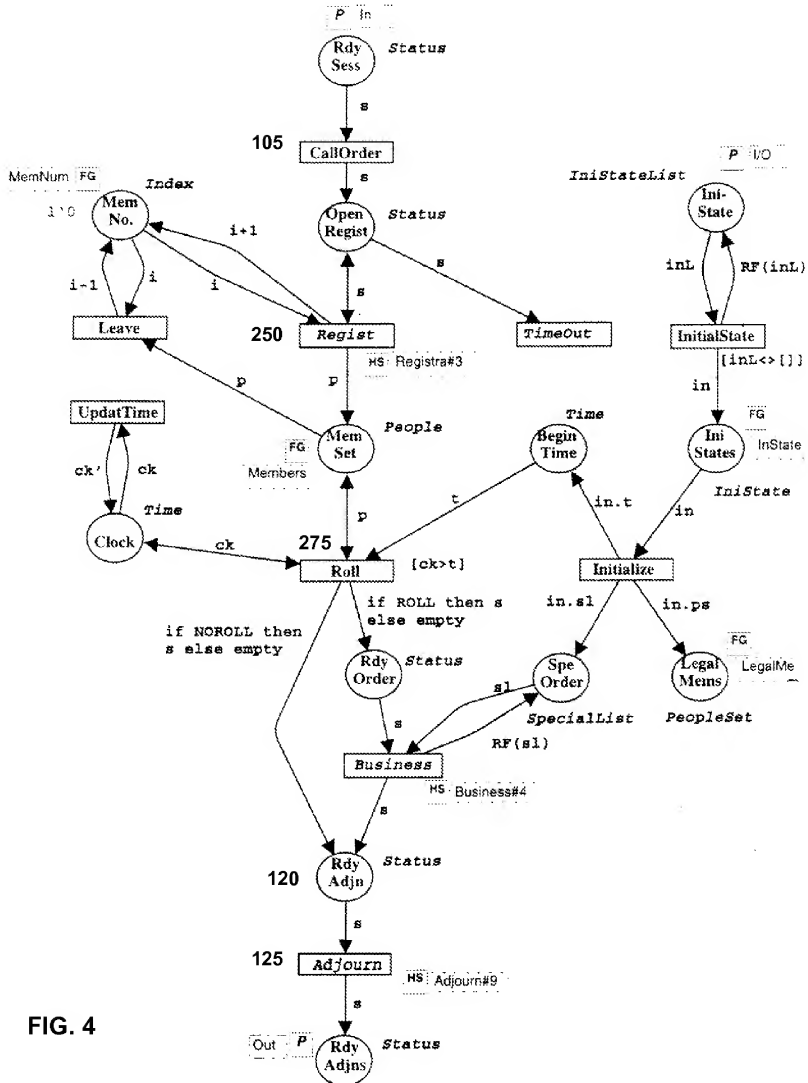 P In
Rdy Sess
Status
s
105
CallOrder
s
MemNum FG
Index
Mem No.
Open Regist
Status
P I/O
IniStateList
Ini-State
i+1
i
i-1
i
s
s
inL
RF(inL)
Leave
250
Regist
TimeOut
InitialState
HS Registra#3
[inL<>[]]
p
p
in
UpdatTime
People
Mem Set
FG
Members
Time
Begin Time
FG
Ini States
InState
IniState
ck'
ck
Time
Clock
ck
p
t
in.t
in
275
Roll
[ck>t]
Initialize
if NOROLL then
s else empty
if ROLL then s
else empty
in.sl
in.ps
FG
Rdy Order
Status
Spe Order
Legal Mems
LegalMe
sl
SpecialList
PeopleSet
s
RF(sl)
Business
HS Business#4
s
120
Rdy Adjn
Status
s
125
Adjourn
HS Adjourn#9
s
FIG. 4
Out P
Rdy Adjns
Status